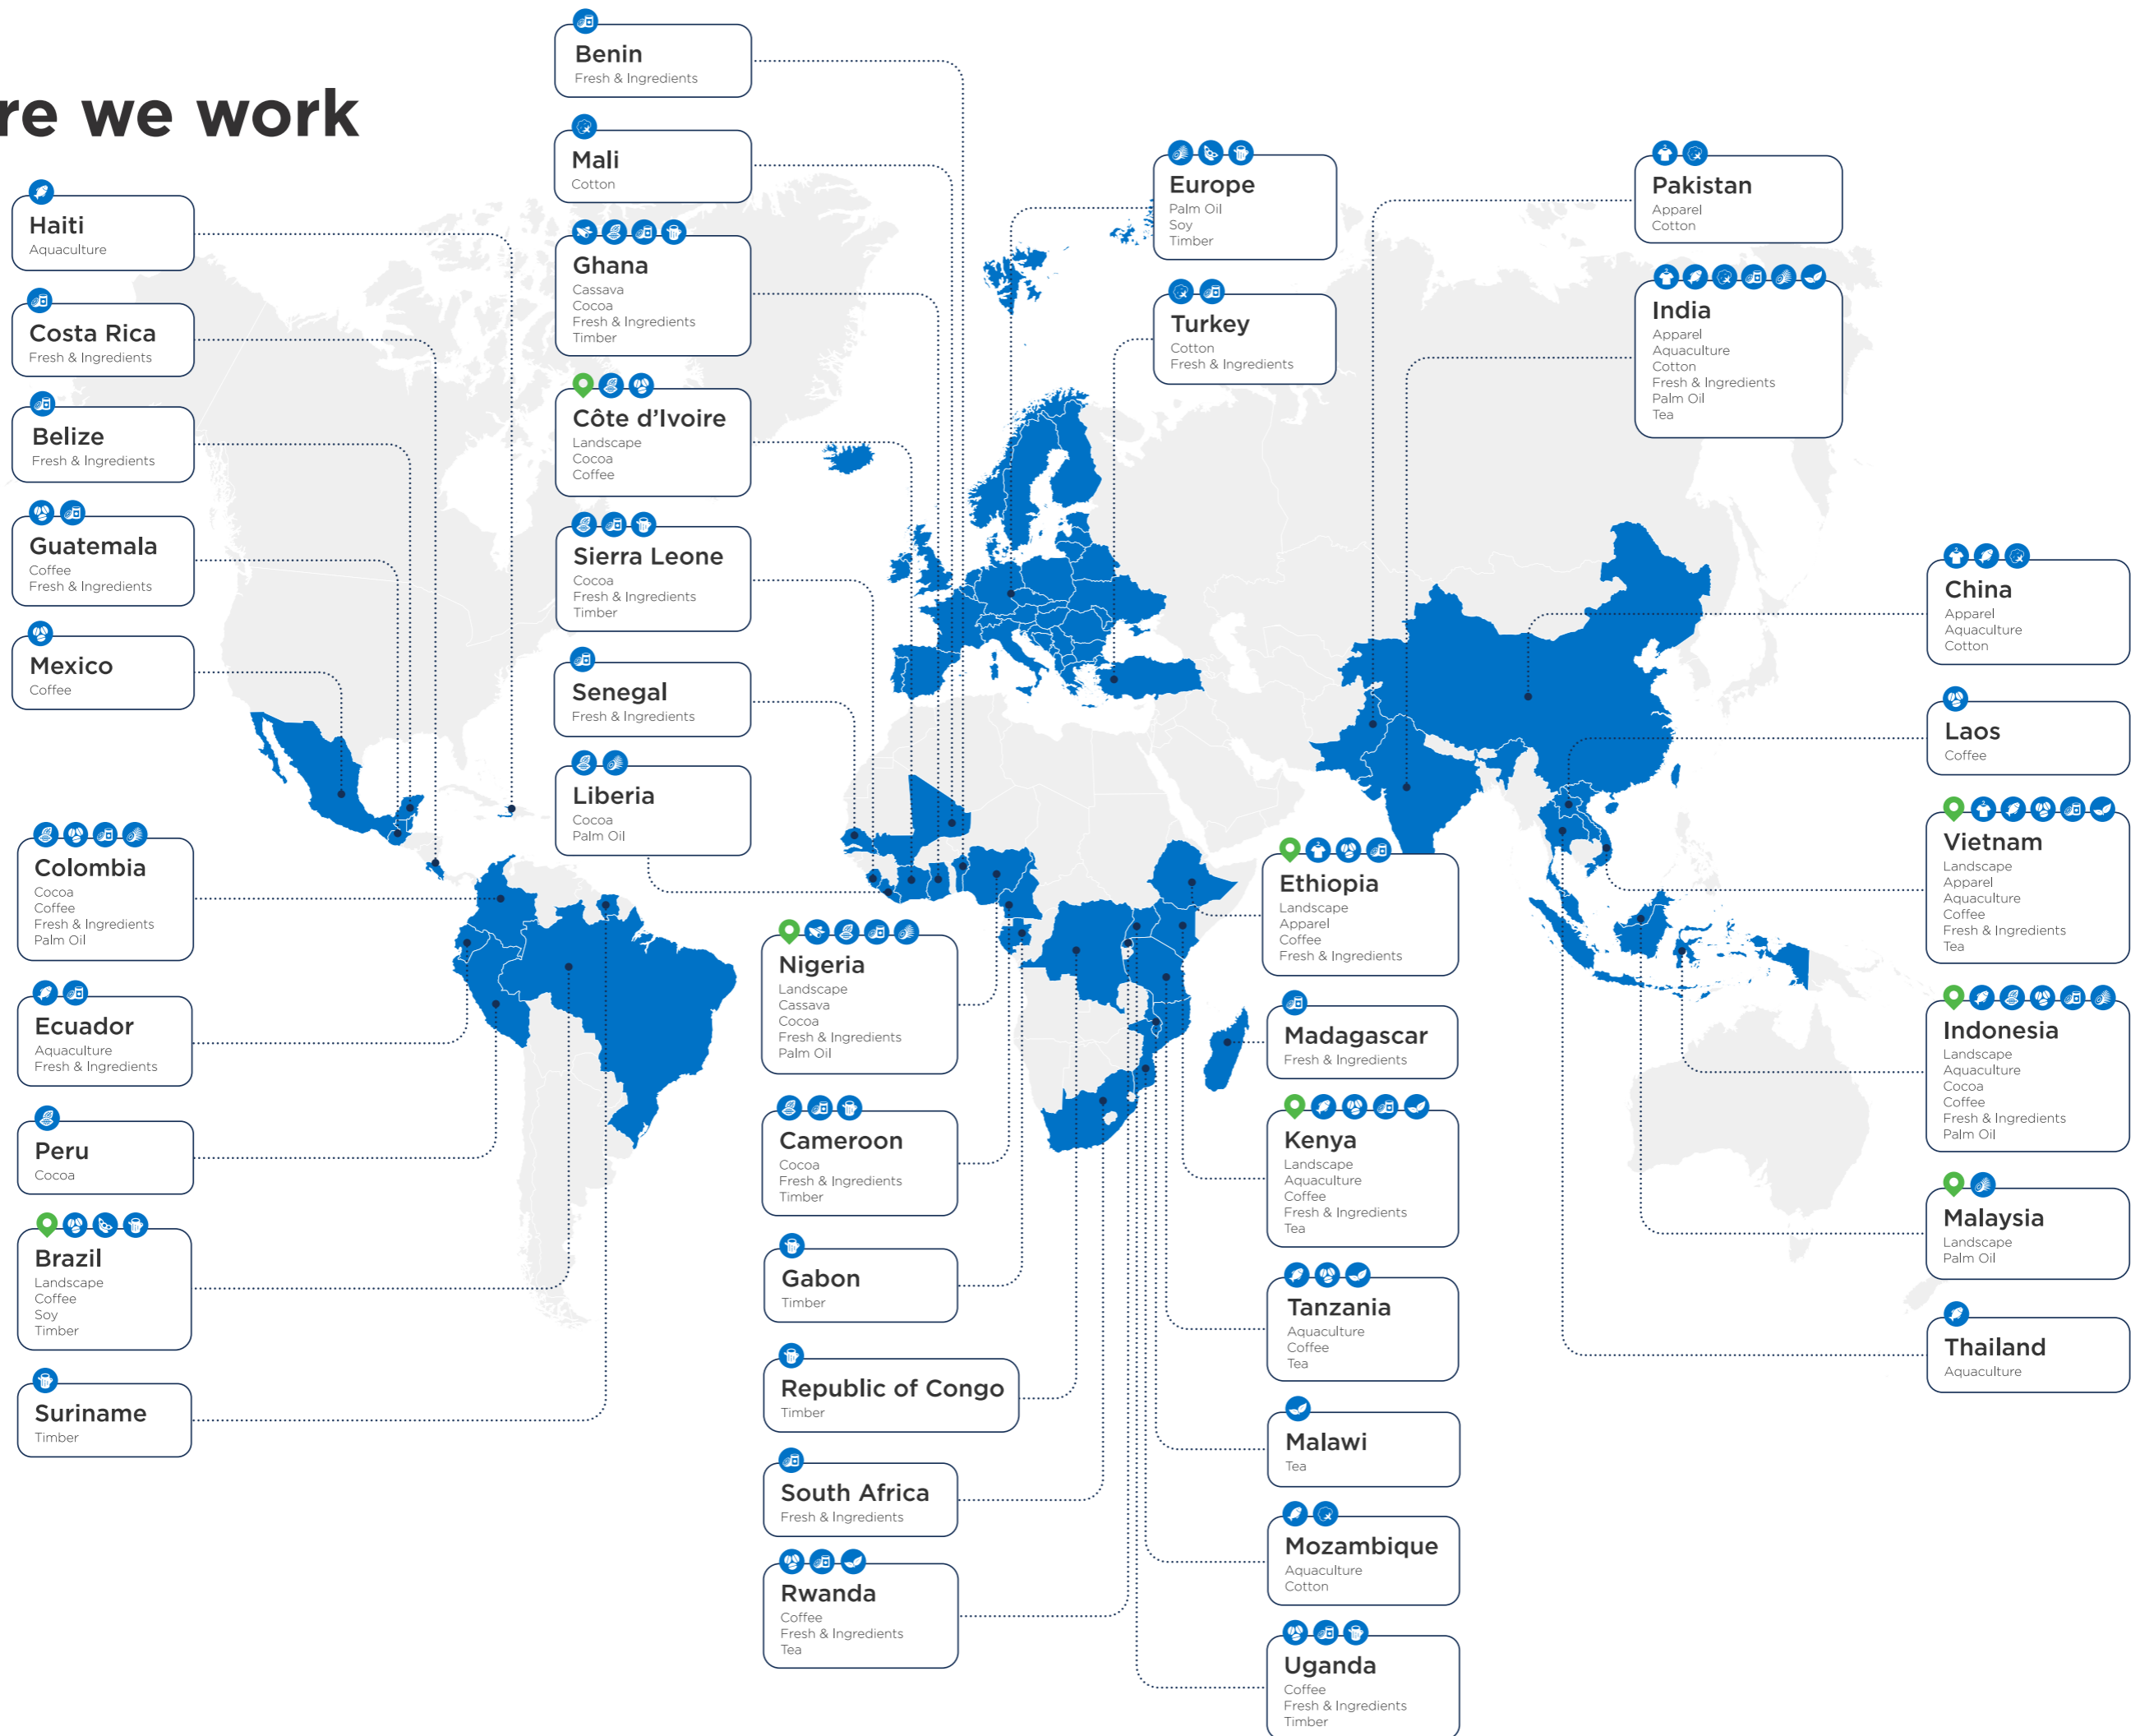 re we work
Haiti
Aquaculture
Costa Rica
Fresh & Ingredients
Belize
Fresh & Ingredients
Guatemala
Coffee
Fresh & Ingredients
Mexico
Coffee
Colombia
Cocoa
Coffee
Fresh & Ingredients
Palm Oil
Ecuador
Aquaculture
Fresh & Ingredients
Peru
Cocoa
Brazil
Landscape
Coffee
Soy
Timber
Suriname
Timber
Benin
Fresh & Ingredients
Mali
Cotton
Ghana
Cassava
Cocoa
Fresh & Ingredients
Timber
Côte d’Ivoire
Landscape
Cocoa
Coffee
Sierra Leone
Cocoa
Fresh & Ingredients
Timber
Senegal
Fresh & Ingredients
Liberia
Cocoa
Palm Oil
Nigeria
Landscape
Cassava
Cocoa
Fresh & Ingredients
Palm Oil
Cameroon
Cocoa
Fresh & Ingredients
Timber
Gabon
Timber
Republic of Congo
Timber
South Africa
Fresh & Ingredients
Rwanda
Coffee
Fresh & Ingredients
Tea
Europe
Palm Oil
Soy
Timber
Turkey
Cotton
Fresh & Ingredients
Ethiopia
Landscape
Apparel
Coffee
Fresh & Ingredients
Madagascar
Fresh & Ingredients
Kenya
Landscape
Aquaculture
Coffee
Fresh & Ingredients
Tea
Tanzania
Aquaculture
Coffee
Tea
Malawi
Tea
Mozambique
Aquaculture
Cotton
Uganda
Coffee
Fresh & Ingredients
Timber
Pakistan
Apparel
Cotton
India
Apparel
Aquaculture
Cotton
Fresh & Ingredients
Palm Oil
Tea
China
Apparel
Aquaculture
Cotton
Laos
Coffee
Vietnam
Landscape
Apparel
Aquaculture
Coffee
Fresh & Ingredients
Tea
Indonesia
Landscape
Aquaculture
Cocoa
Coffee
Fresh & Ingredients
Palm Oil
Malaysia
Landscape
Palm Oil
Thailand
Aquaculture